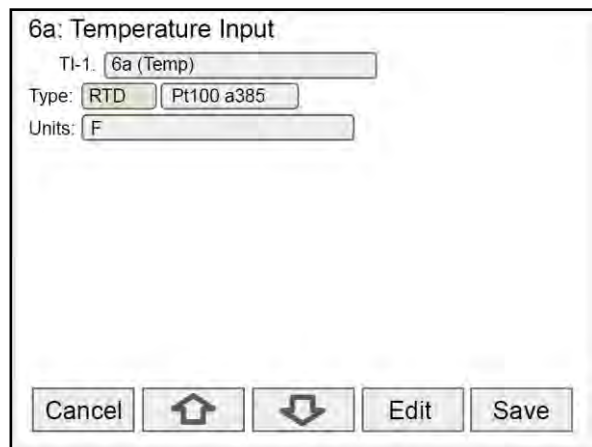 6a: Temperature Input
TI-1. 6a (Temp)
Type: RTD Pt100 a385
Units: F
Cancel Edit Save